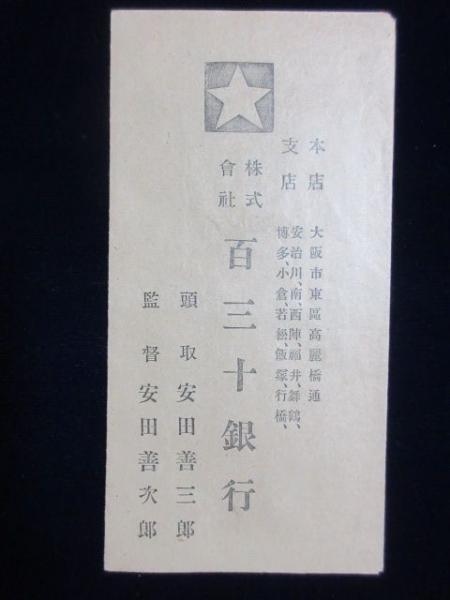 本店 大阪市東區高麗橋通
支店 安治川、南、西陣、福井、舞鶴、
博多、小倉、若松、飯塚、行橋、
株式
會社
百三十銀行
頭取 安田善三郎
監督 安田善次郎